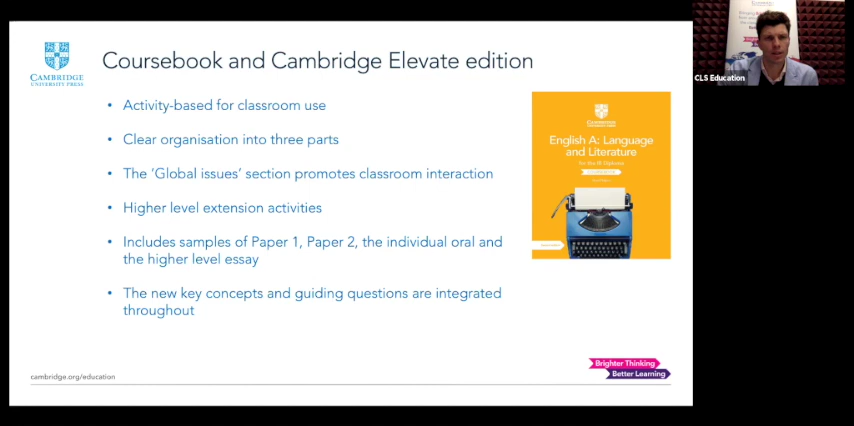 CAMBRIDGE
UNIVERSITY PRESS
Coursebook and Cambridge Elevate edition
• Activity-based for classroom use
• Clear organisation into three parts
• The ‘Global issues’ section promotes classroom interaction
• Higher level extension activities
• Includes samples of Paper 1, Paper 2, the individual oral and
the higher level essay
• The new key concepts and guiding questions are integrated
throughout
CAMBRIDGE
English A: Language
and Literature
for the IB Diploma
cambridge.org/education
Brighter Thinking
Better Learning
CLS Education